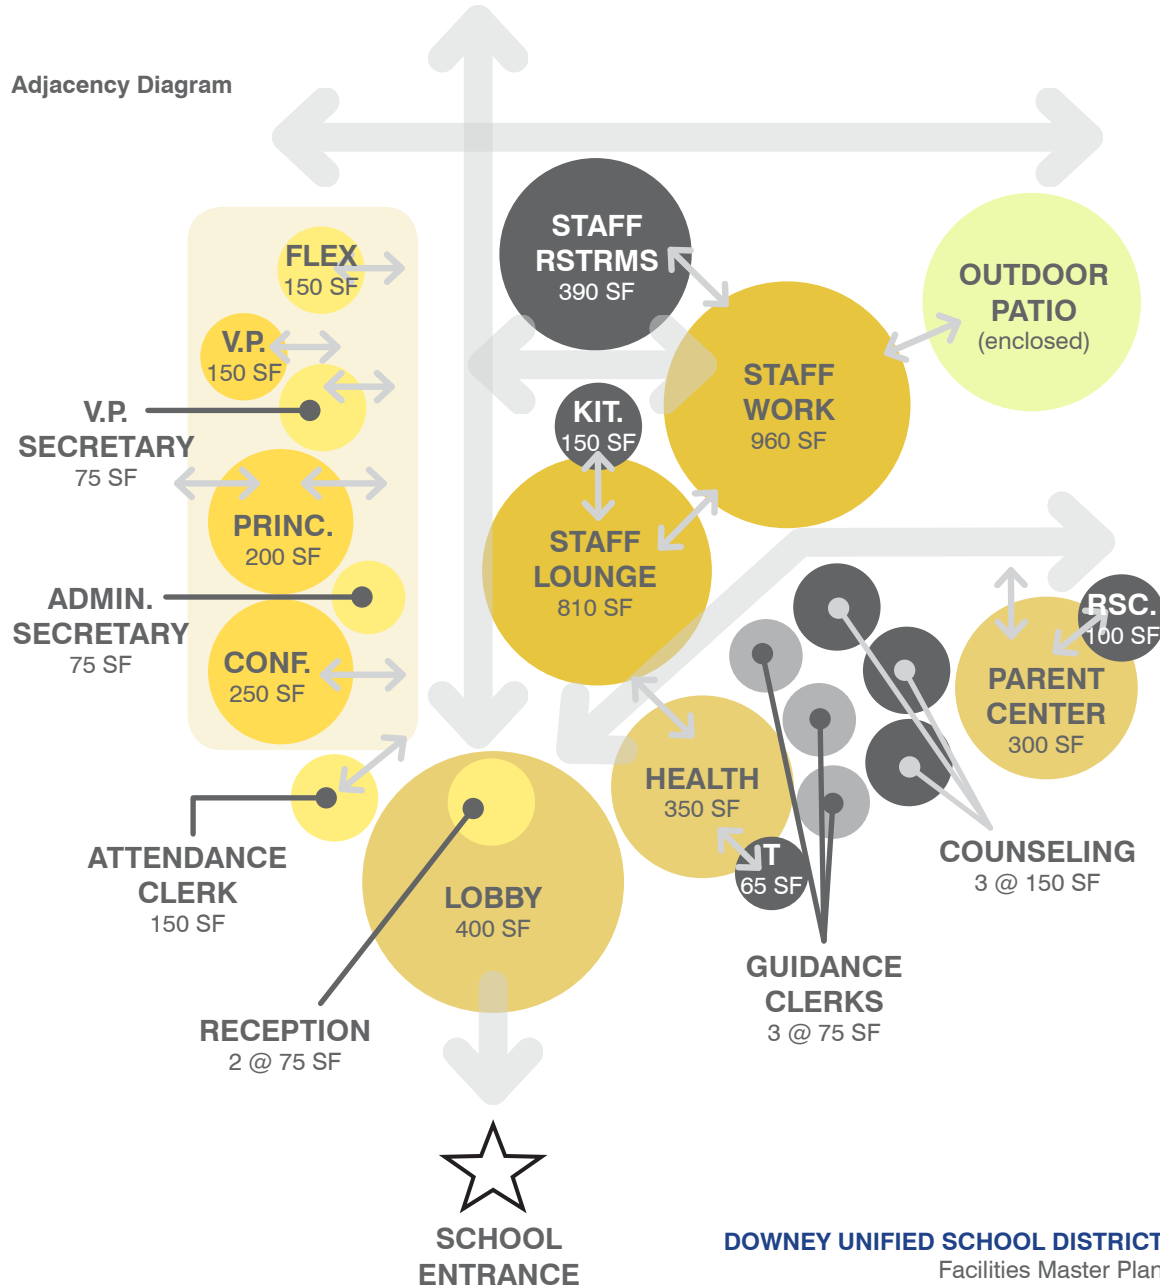 Adjacency Diagram
STAFF
RSTRMS
390 SF
FLEX
150 SF
OUTDOOR
PATIO
(enclosed)
V.P.
150 SF
STAFF
WORK
960 SF
V.P.
SECRETARY
75 SF
KIT.
150 SF
PRINC.
200 SF
STAFF
LOUNGE
810 SF
ADMIN.
SECRETARY
75 SF
RSC.
100 SF
CONF.
250 SF
PARENT
CENTER
300 SF
HEALTH
350 SF
T
65 SF
ATTENDANCE
CLERK
150 SF
COUNSELING
3 @ 150 SF
LOBBY
400 SF
GUIDANCE
CLERKS
3 @ 75 SF
RECEPTION
2 @ 75 SF
SCHOOL
ENTRANCE
DOWNEY UNIFIED SCHOOL DISTRICT
Facilities Master Plan